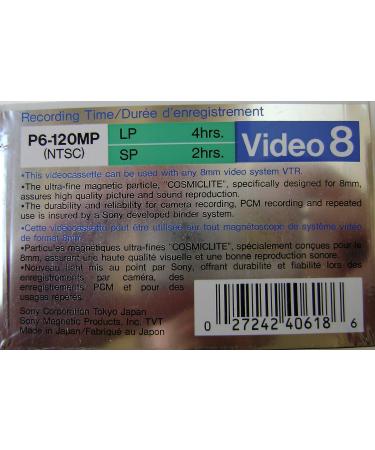 Recording Time/Durée d'enregistrement
P6-120MP
(NTSC)
LP 4hrs.
SP 2hrs.
Video 8
•This videocassette can be used with any 8mm video system VTR.
•The ultra-fine magnetic particle, "COSMICLITE", specifically designed for 8mm,
assures high quality picture and sound reproduction.
•The durability and reliability for camera recording, PCM recording and repeated
use is insured by a Sony developed binder system.
•Cette vidéocassette peut être utilisée sur tout magnétoscope de système vidéo
de format 8mm.
•Particules magnétiques ultra-fines "COSMICLITE", spécialement conçues pour le
8mm, assurant une haute qualité visuelle et une bonne reproduction sonore.
•Nouveau liant mis au point par Sony, offrant durabilité et fiabilité lors des
enregistrements par caméra, des
enregistrements PCM et pour des
usages répétés.
Sony Corporation Tokyo Japan
Sony Magnetic Products, Inc. TVT
Made in Japan/Fabriqué au Japon
0 27242 40618 6